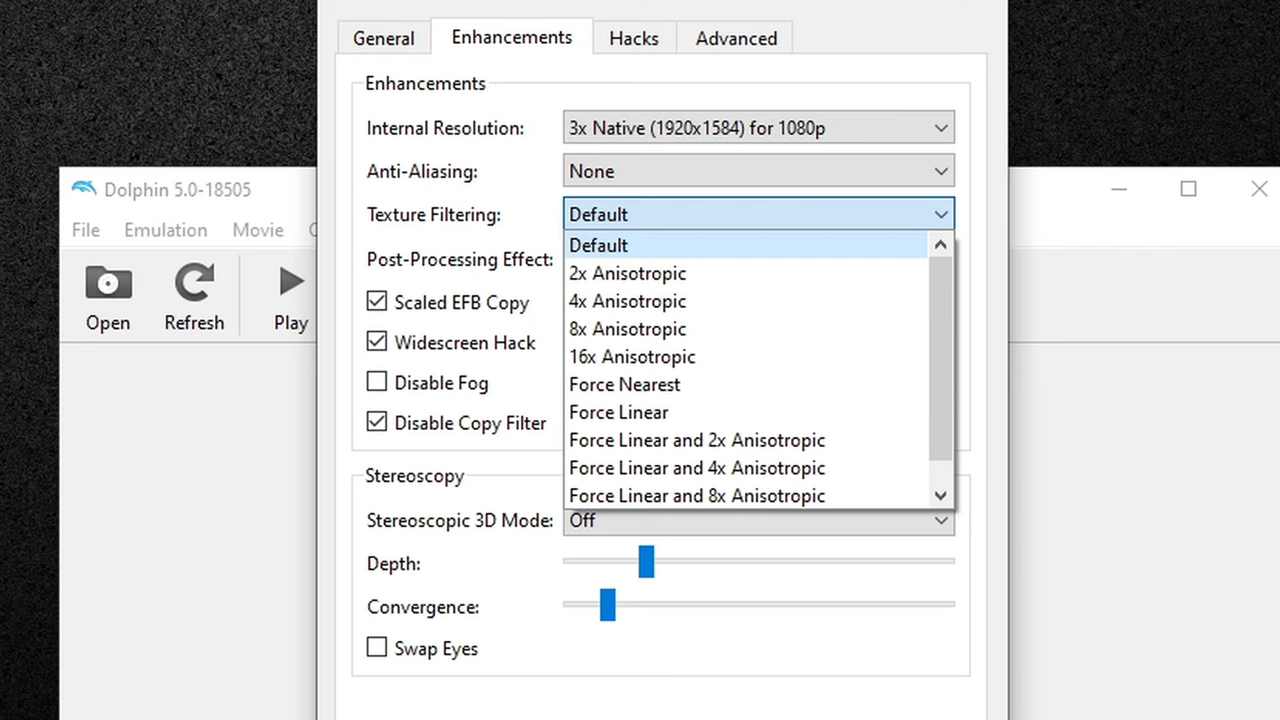 General
Enhancements
Hacks
Advanced
Enhancements
Internal Resolution:
3x Native (1920x1584) for 1080p
Anti-Aliasing:
None
Dolphin 5.0-18505
Texture Filtering:
Default
File
Emulation
Movie
Default
Post-Processing Effect:
2x Anisotropic
Scaled EFB Copy
4x Anisotropic
Open
Refresh
Play
8x Anisotropic
Widescreen Hack
16x Anisotropic
Disable Fog
Force Nearest
Disable Copy Filter
Force Linear
Force Linear and 2x Anisotropic
Stereoscopy
Force Linear and 4x Anisotropic
Force Linear and 8x Anisotropic
Stereoscopic 3D Mode:
Off
Depth:
Convergence:
Swap Eyes